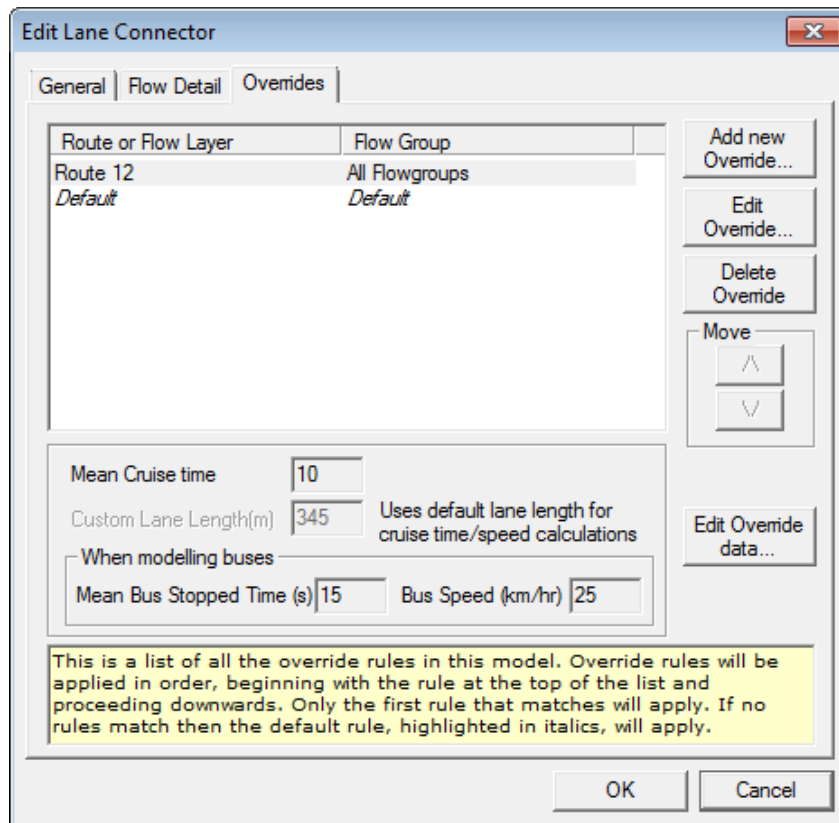 Edit Lane Connector
General
Flow Detail
Overrides
Route or Flow Layer
Flow Group
Route 12
All Flowgroups
Default
Default
Add new
Override...
Edit
Override...
Delete
Override
Move
/\
\/
Mean Cruise time
10
Custom Lane Length(m)
345
Uses default lane length for
cruise time/speed calculations
When modelling buses
Mean Bus Stopped Time (s)
15
Bus Speed (km/hr)
25
Edit Override
data...
This is a list of all the override rules in this model. Override rules will be
applied in order, beginning with the rule at the top of the list and
proceeding downwards. Only the first rule that matches will apply. If no
rules match then the default rule, highlighted in italics, will apply.
OK
Cancel